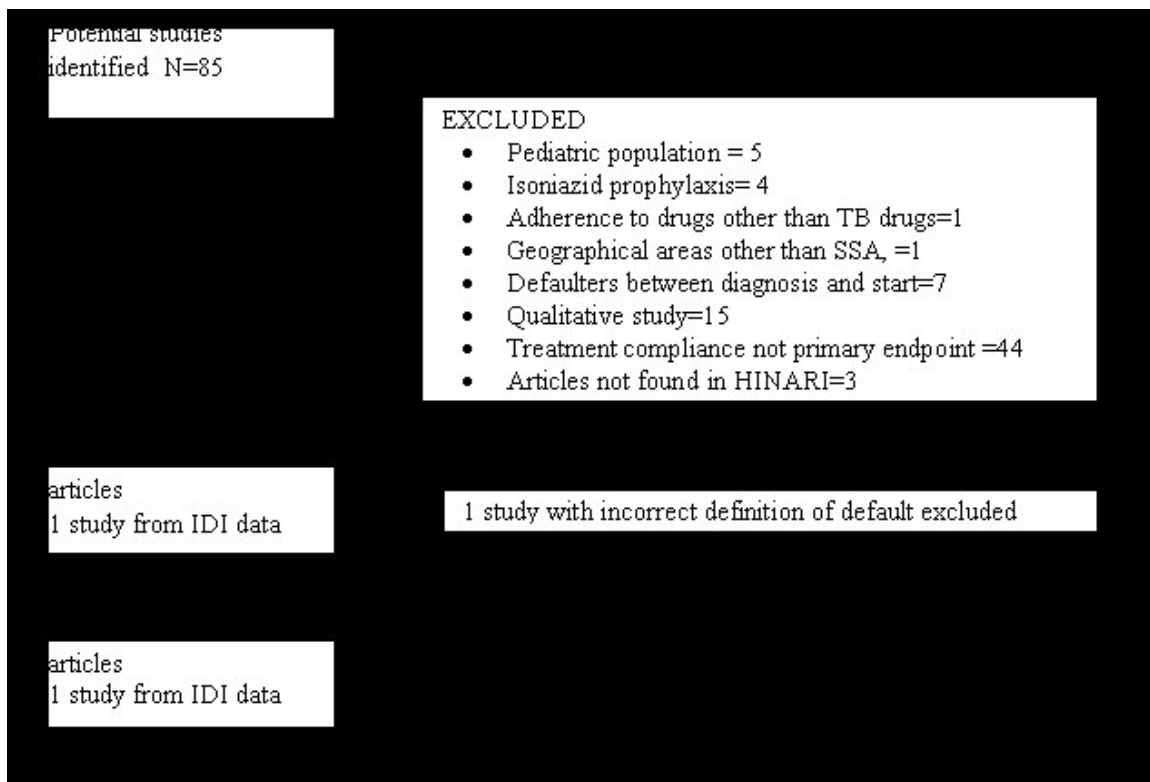 Potential studies
identified N=85
EXCLUDED
• Pediatric population = 5
• Isoniazid prophylaxis= 4
• Adherence to drugs other than TB drugs=1
• Geographical areas other than SSA, =1
• Defaulters between diagnosis and start=7
• Qualitative study=15
• Treatment compliance not primary endpoint =44
• Articles not found in HINARI=3
articles
1 study from IDI data
1 study with incorrect definition of default excluded
articles
1 study from IDI data